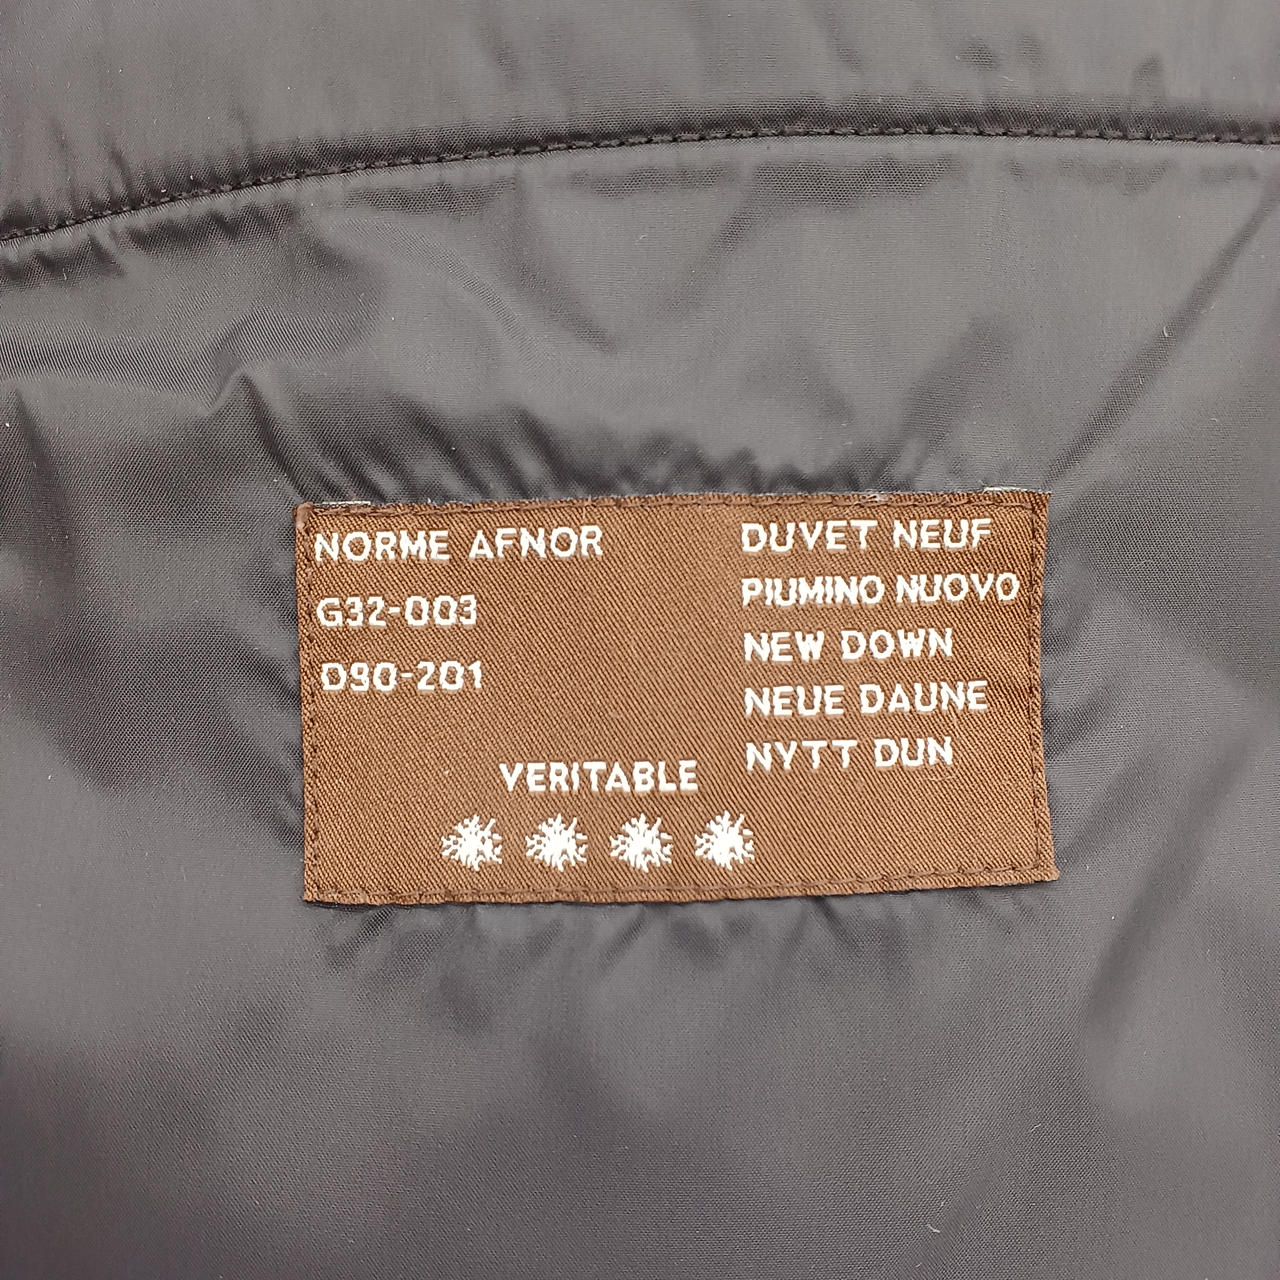 NORME AFNOR
G32-003
D90-201
DUVET NEUF
PIUMINO NUOVO
NEW DOWN
NEUE DAUNE
NYTT DUN
VERITABLE